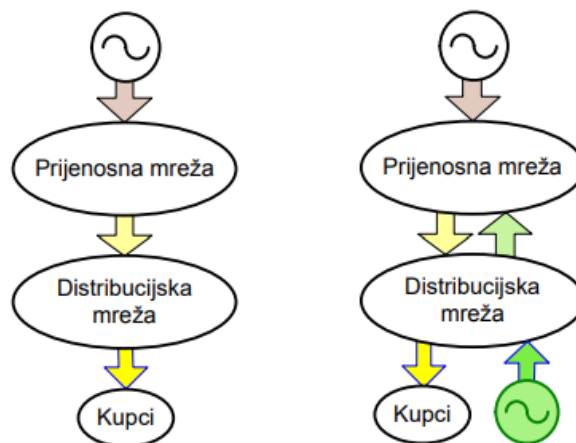 Prijenosna mreža
Distribucijska
mreža
Kupci
Prijenosna mreža
Distribucijska
mreža
Kupci